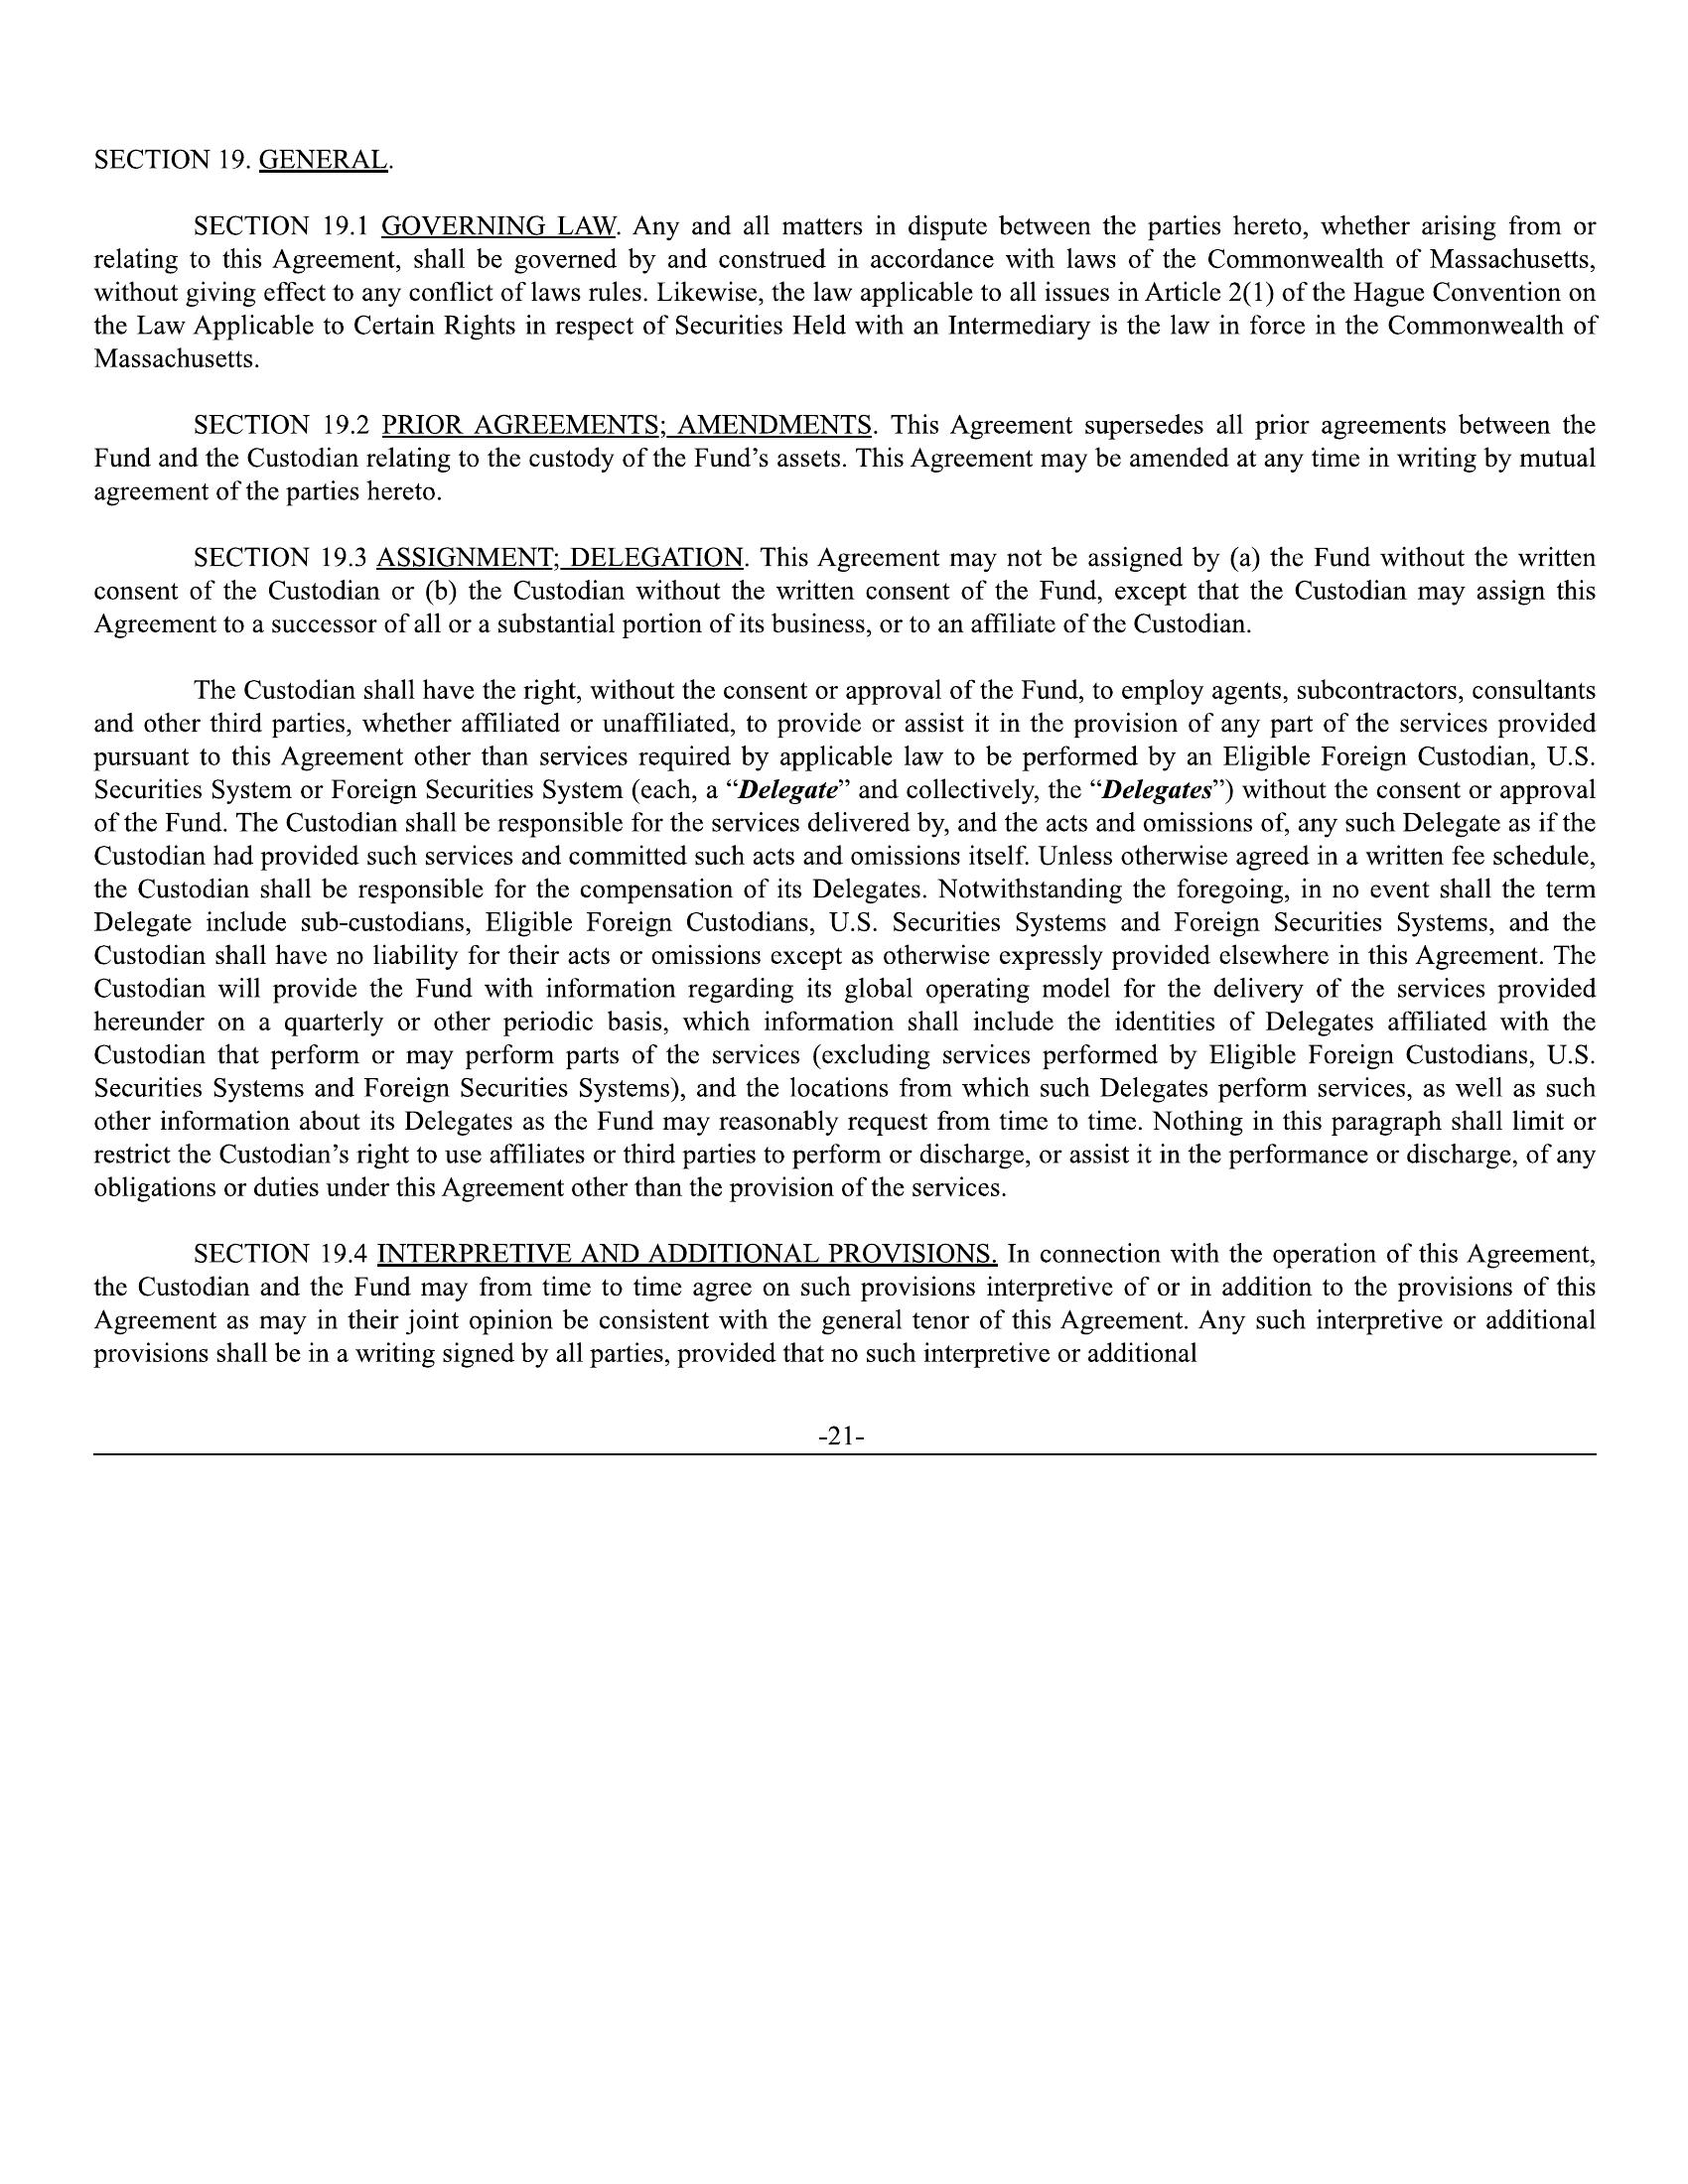 SECTION 19. GENERAL.
SECTION 19.1 GOVERNING LAW. Any and all matters in dispute between the parties hereto, whether arising from or
relating to this Agreement, shall be governed by and construed in accordance with laws of the Commonwealth of Massachusetts,
without giving effect to any conflict of laws rules. Likewise, the law applicable to all issues in Article 2(1) of the Hague Convention on
the Law Applicable to Certain Rights in respect of Securities Held with an Intermediary is the law in force in the Commonwealth of
Massachusetts.
SECTION 19.2 PRIOR AGREEMENTS; AMENDMENTS. This Agreement supersedes all prior agreements between the
Fund and the Custodian relating to the custody of the Fund’s assets. This Agreement may be amended at any time in writing by mutual
agreement of the parties hereto.
SECTION 19.3 ASSIGNMENT; DELEGATION. This Agreement may not be assigned by (a) the Fund without the written
consent of the Custodian or (b) the Custodian without the written consent of the Fund, except that the Custodian may assign this
Agreement to a successor of all or a substantial portion of its business, or to an affiliate of the Custodian.
The Custodian shall have the right, without the consent or approval of the Fund, to employ agents, subcontractors, consultants
and other third parties, whether affiliated or unaffiliated, to provide or assist it in the provision of any part of the services provided
pursuant to this Agreement other than services required by applicable law to be performed by an Eligible Foreign Custodian, U.S.
Securities System or Foreign Securities System (each, a “Delegate” and collectively, the “Delegates”) without the consent or approval
of the Fund. The Custodian shall be responsible for the services delivered by, and the acts and omissions of, any such Delegate as if the
Custodian had provided such services and committed such acts and omissions itself. Unless otherwise agreed in a written fee schedule,
the Custodian shall be responsible for the compensation of its Delegates. Notwithstanding the foregoing, in no event shall the term
Delegate include sub-custodians, Eligible Foreign Custodians, U.S. Securities Systems and Foreign Securities Systems, and the
Custodian shall have no liability for their acts or omissions except as otherwise expressly provided elsewhere in this Agreement. The
Custodian will provide the Fund with information regarding its global operating model for the delivery of the services provided
hereunder on a quarterly or other periodic basis, which information shall include the identities of Delegates affiliated with the
Custodian that perform or may perform parts of the services (excluding services performed by Eligible Foreign Custodians, U.S.
Securities Systems and Foreign Securities Systems), and the locations from which such Delegates perform services, as well as such
other information about its Delegates as the Fund may reasonably request from time to time. Nothing in this paragraph shall limit or
restrict the Custodian’s right to use affiliates or third parties to perform or discharge, or assist it in the performance or discharge, of any
obligations or duties under this Agreement other than the provision of the services.
SECTION 19.4 INTERPRETIVE AND ADDITIONAL PROVISIONS. In connection with the operation of this Agreement,
the Custodian and the Fund may from time to time agree on such provisions interpretive of or in addition to the provisions of this
Agreement as may in their joint opinion be consistent with the general tenor of this Agreement. Any such interpretive or additional
provisions shall be in a writing signed by all parties, provided that no such interpretive or additional
-21-